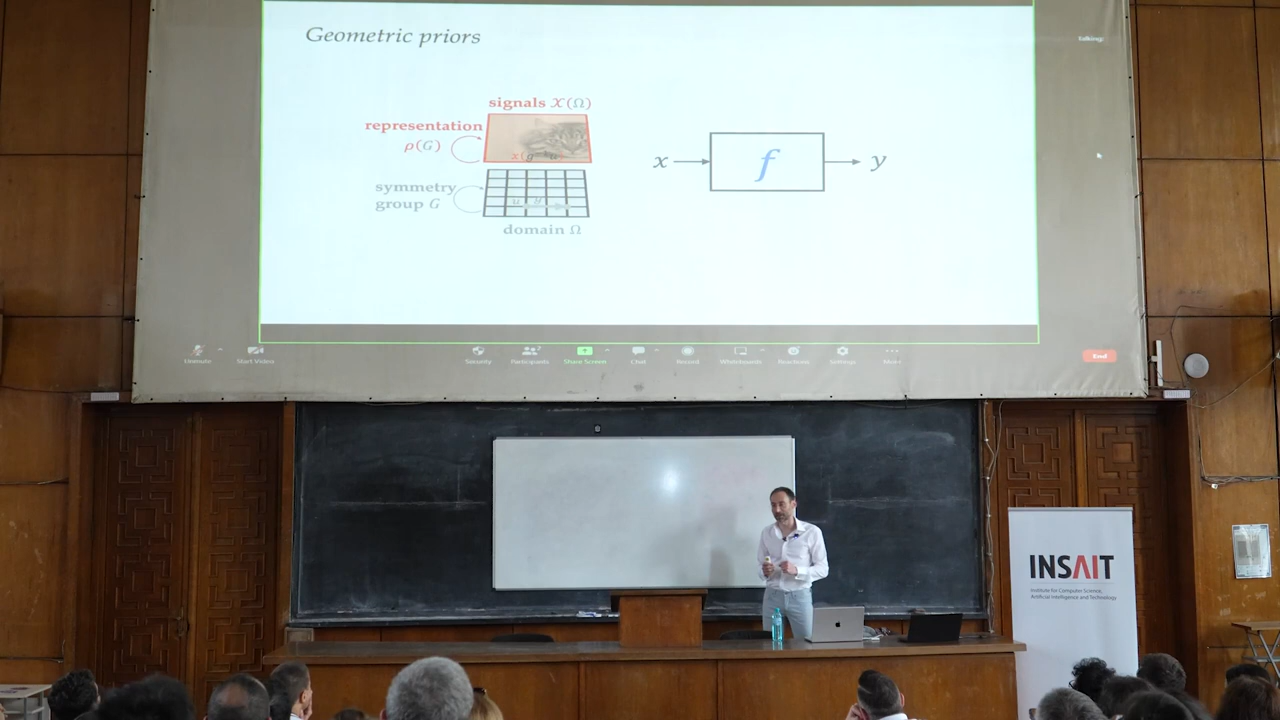 Geometric priors
talking:
signals X(Ω)
representation
ρ(G)
symmetry
group G
domain Ω
x
f
y
Unmute
Start Video
Security
Participants
Share Screen
Chat
Record
Whiteboards
Reactions
Settings
More
End
INSAIT
Institute for Computer Science,
Artificial Intelligence and Technology